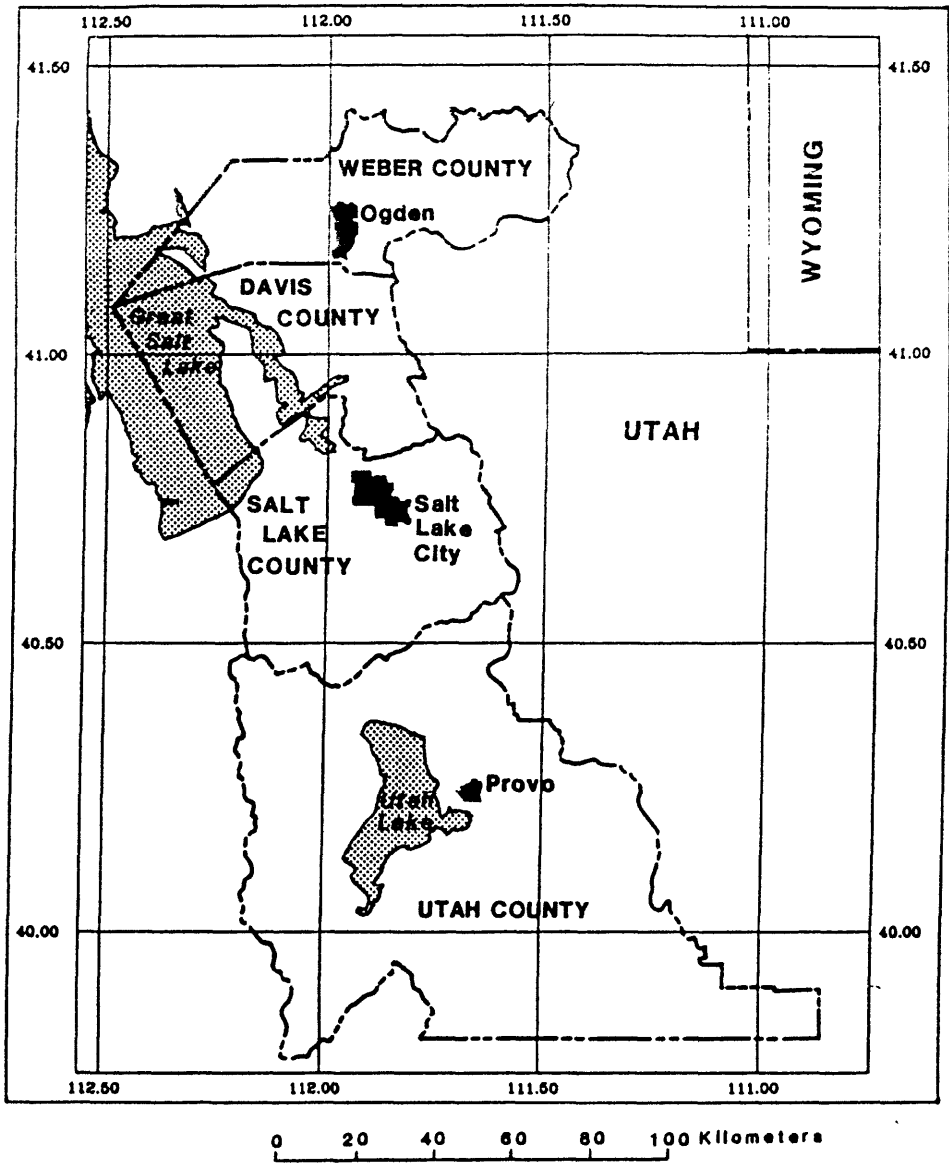 112.50 112.00 111.50 111.00
41.50 41.50
WEBER COUNTY
WYOMING
Ogden
DAVIS
COUNTY
Great
Salt
Lake
41.00 41.00
UTAH
SALT
LAKE
COUNTY
Salt
Lake
City
40.50 40.50
Provo
Utah
Lake
UTAH COUNTY
40.00 40.00
112.50 112.00 111.50 111.00
0 20 40 60 80 100 Kilometers